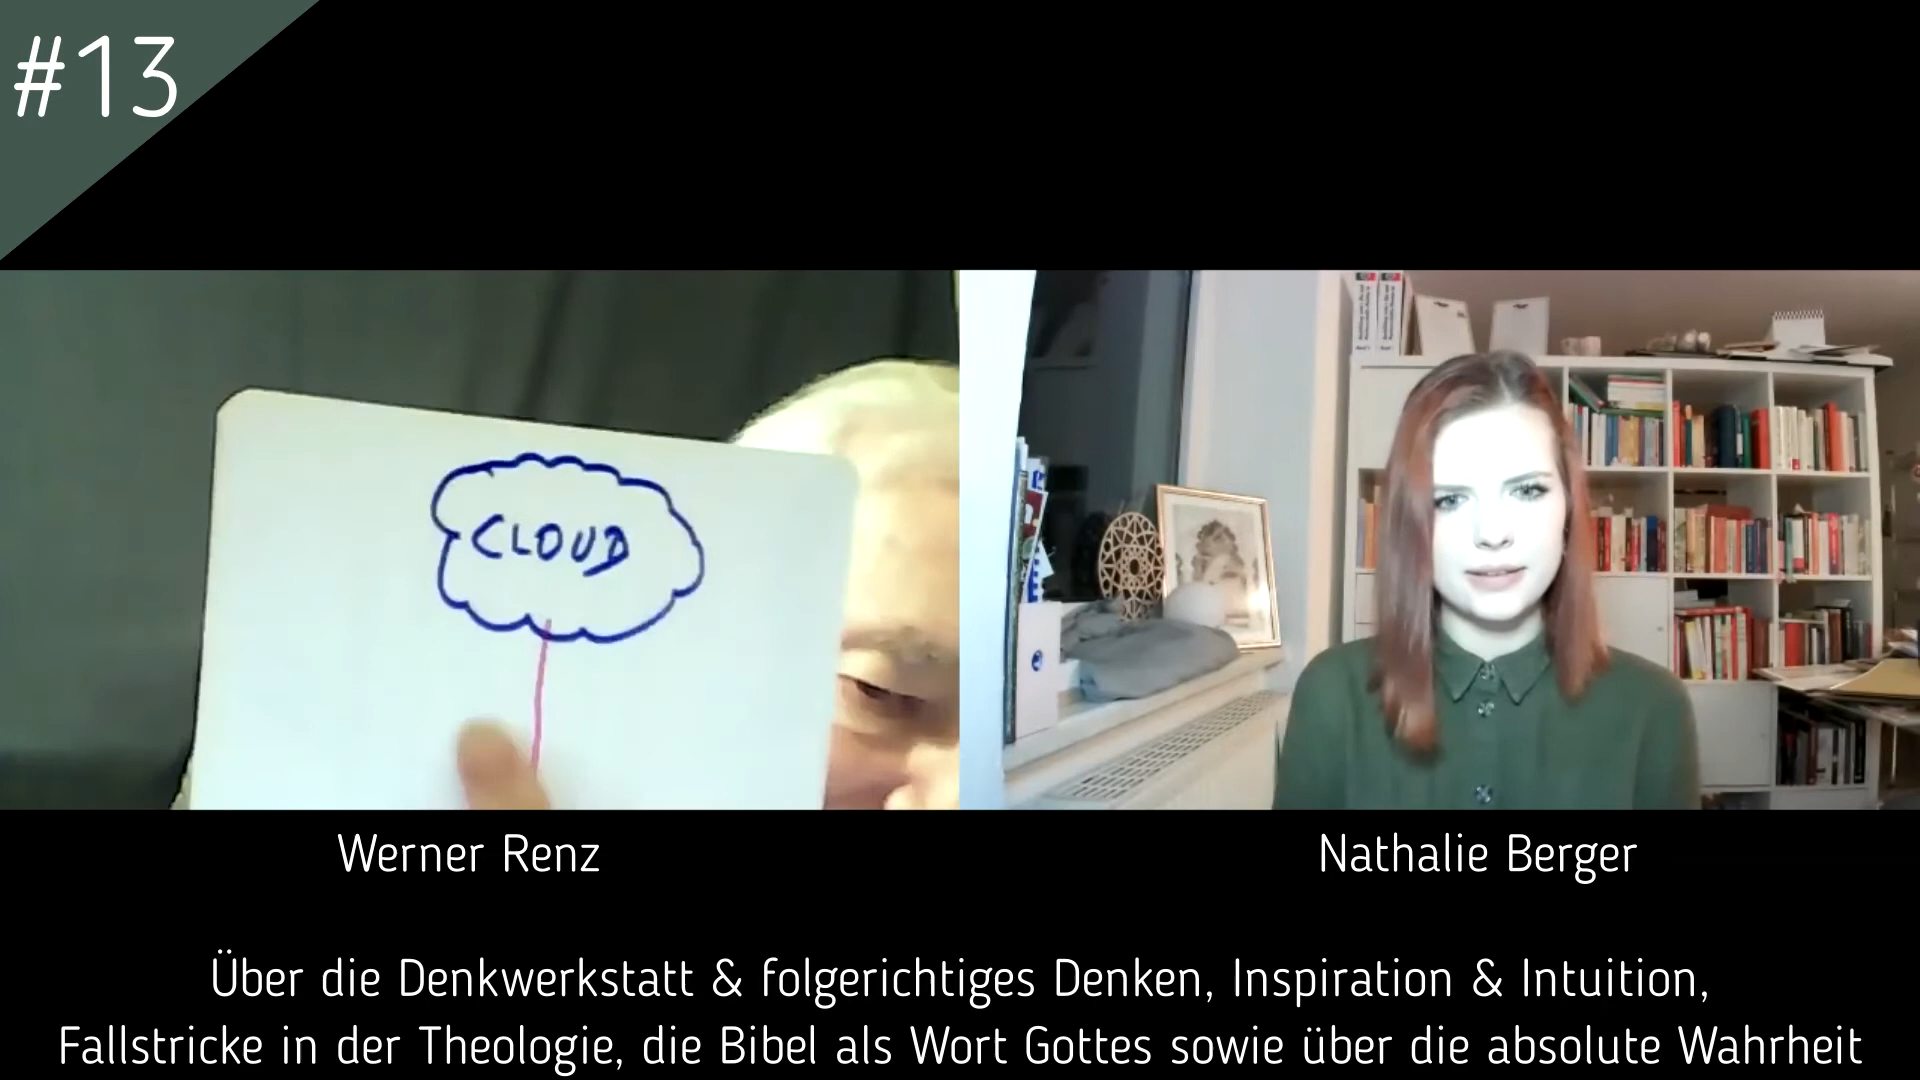 #13
CLOUD
Werner Renz
Nathalie Berger
Über die Denkwerkstatt & folgerichtiges Denken, Inspiration & Intuition,
Fallstricke in der Theologie, die Bibel als Wort Gottes sowie über die absolute Wahrheit